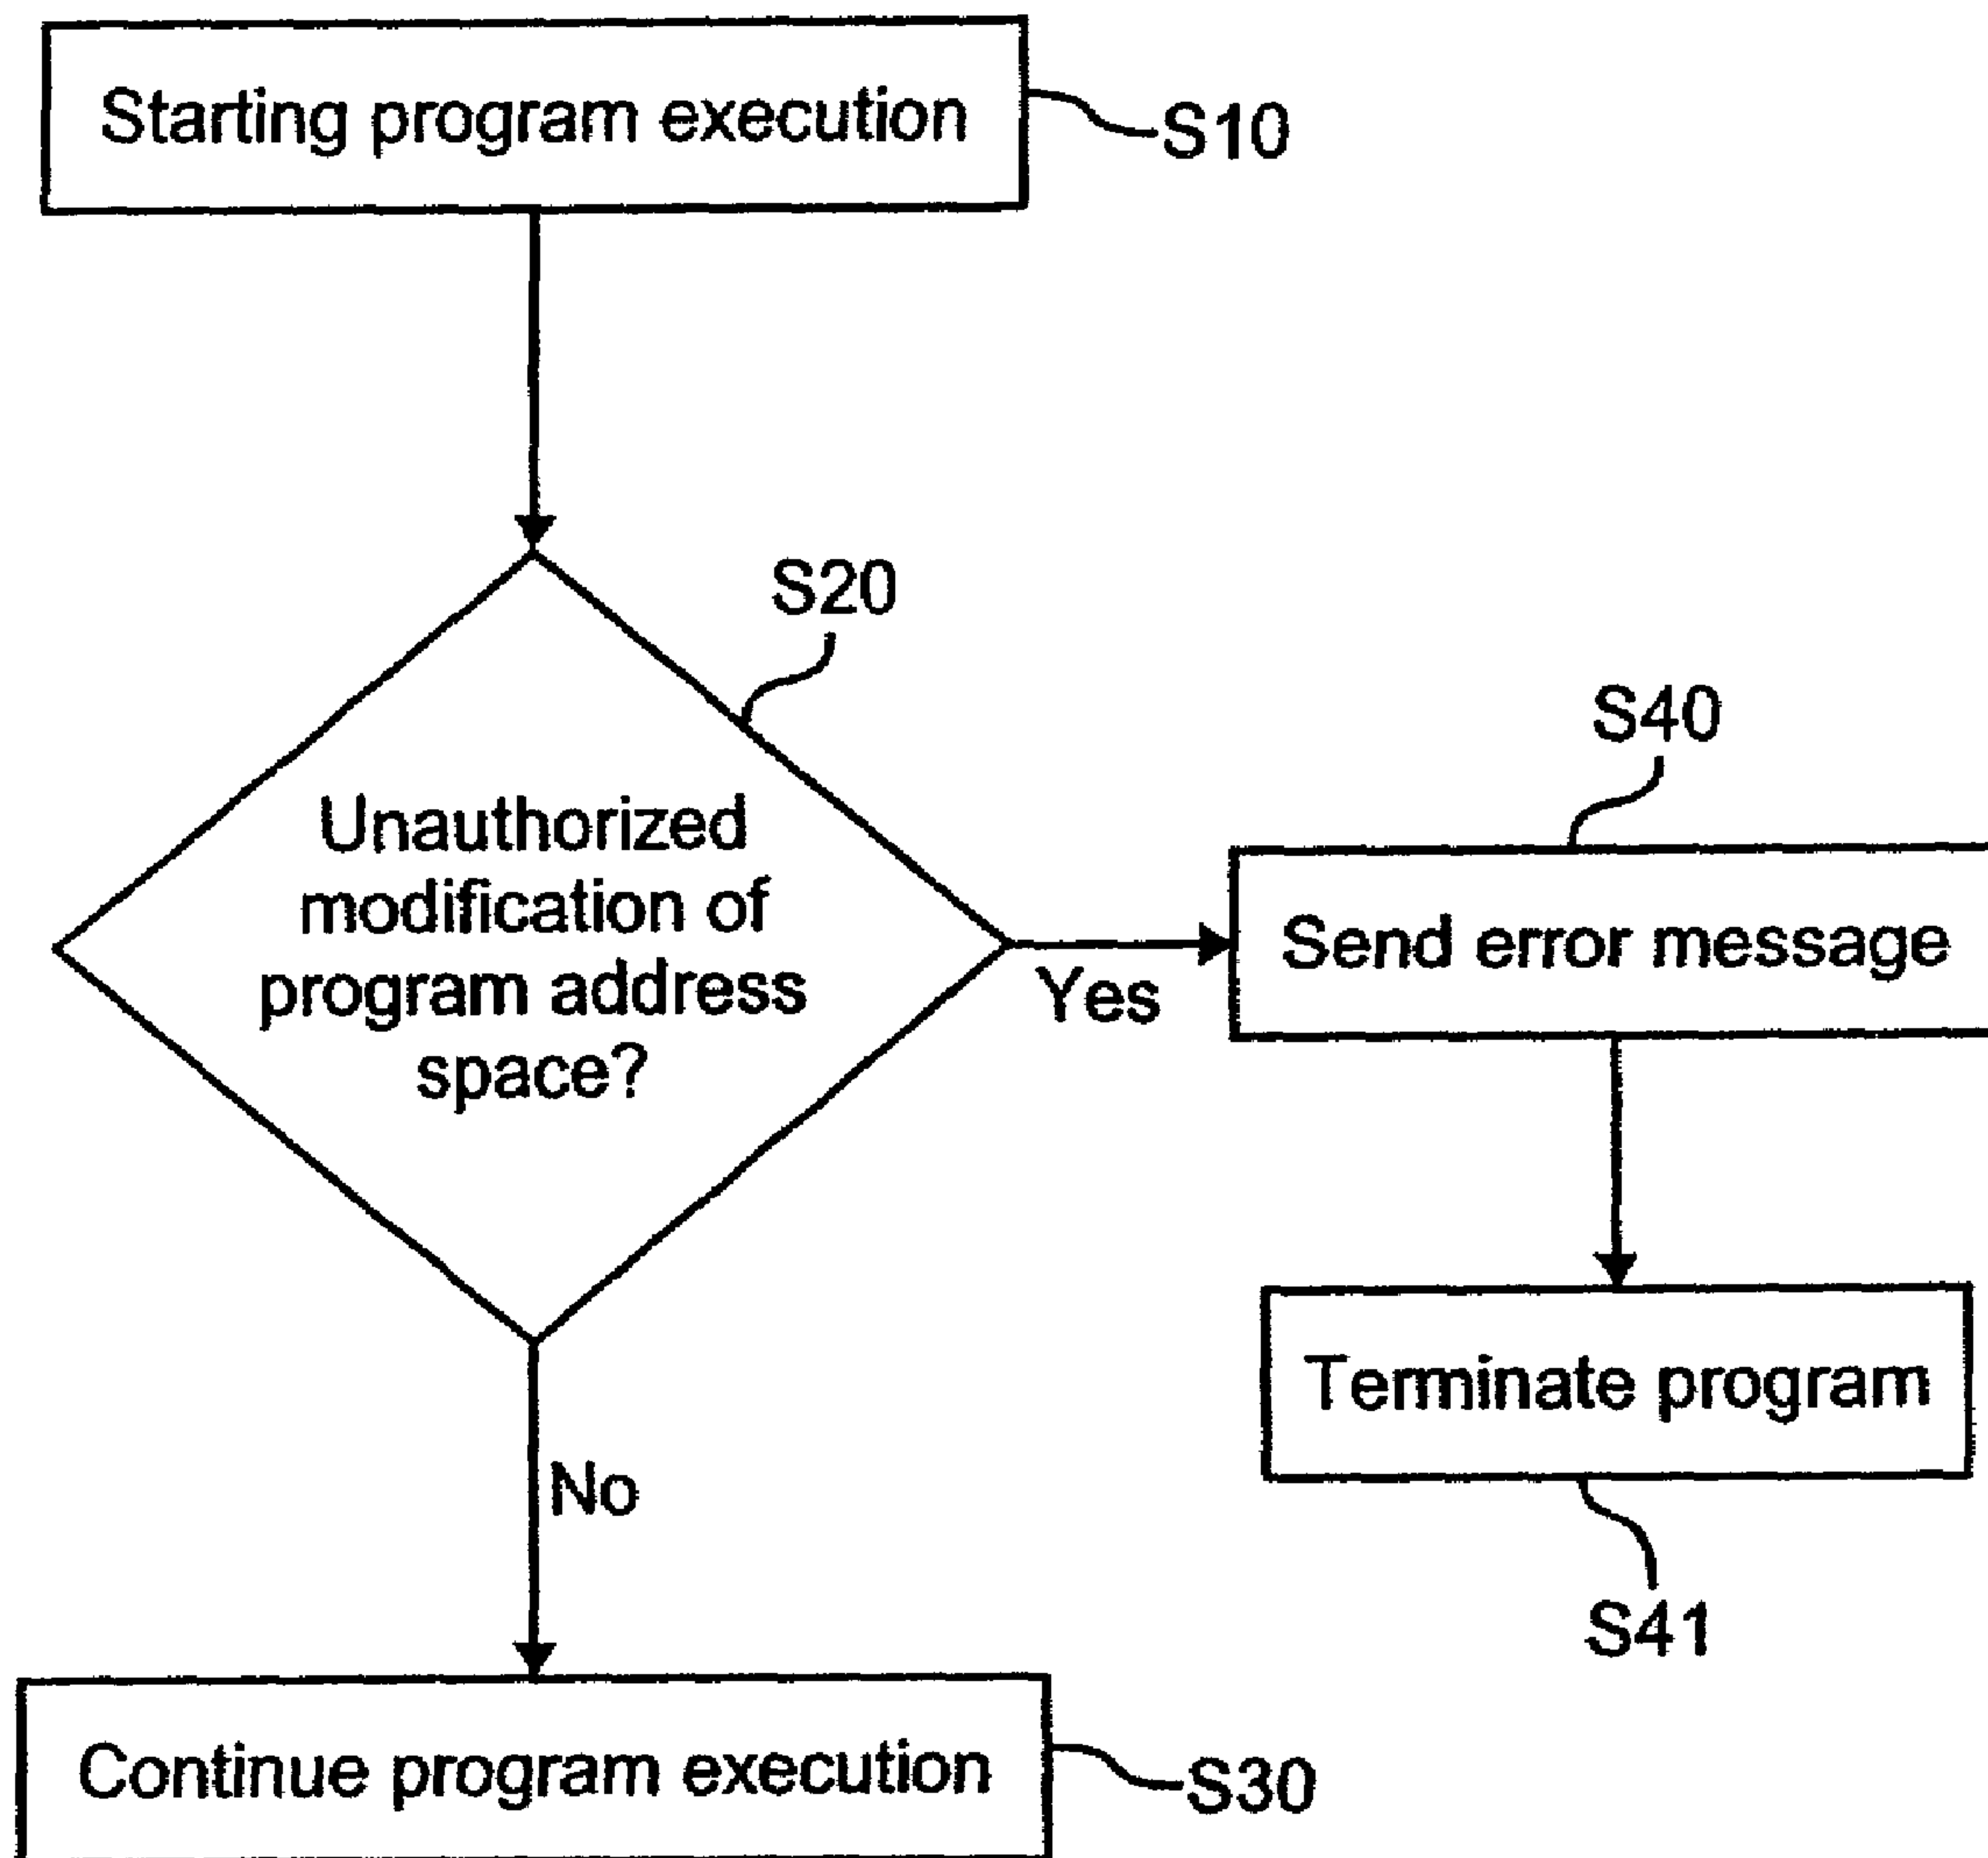 Starting program execution
S10
S20
Unauthorized
modification of
program address
space?
Yes
S40
Send error message
Terminate program
S41
No
Continue program execution
S30